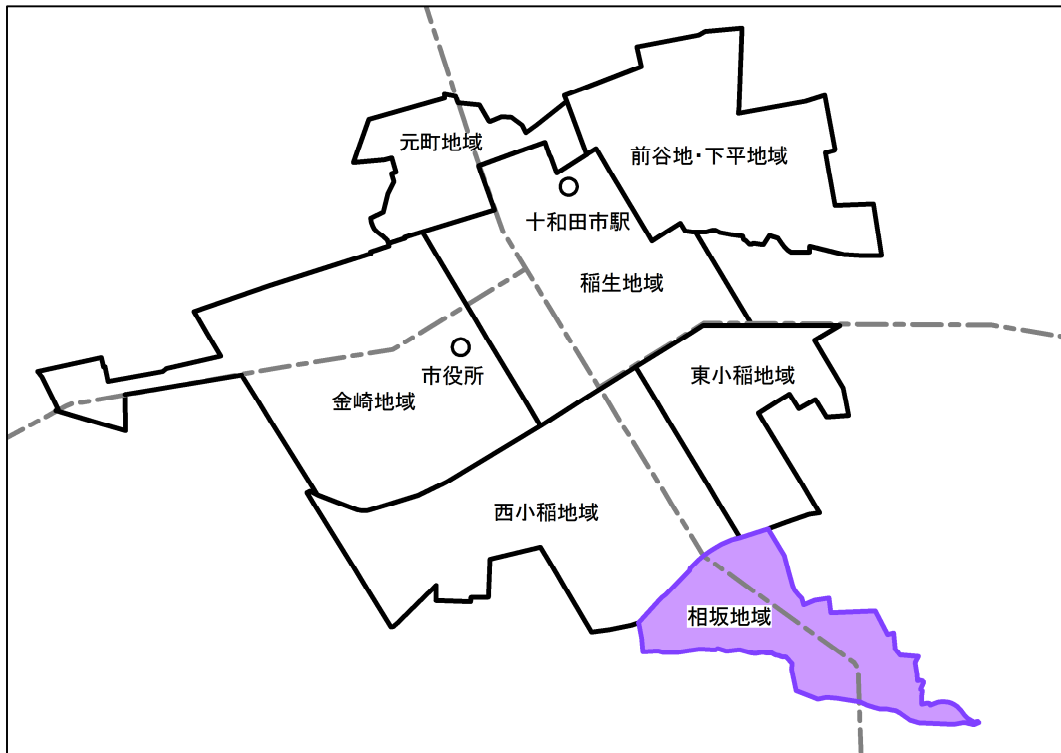 元町地域
前谷地・下平地域
十和田市駅
稲生地域
市役所
東小稲地域
金崎地域
西小稲地域
相坂地域